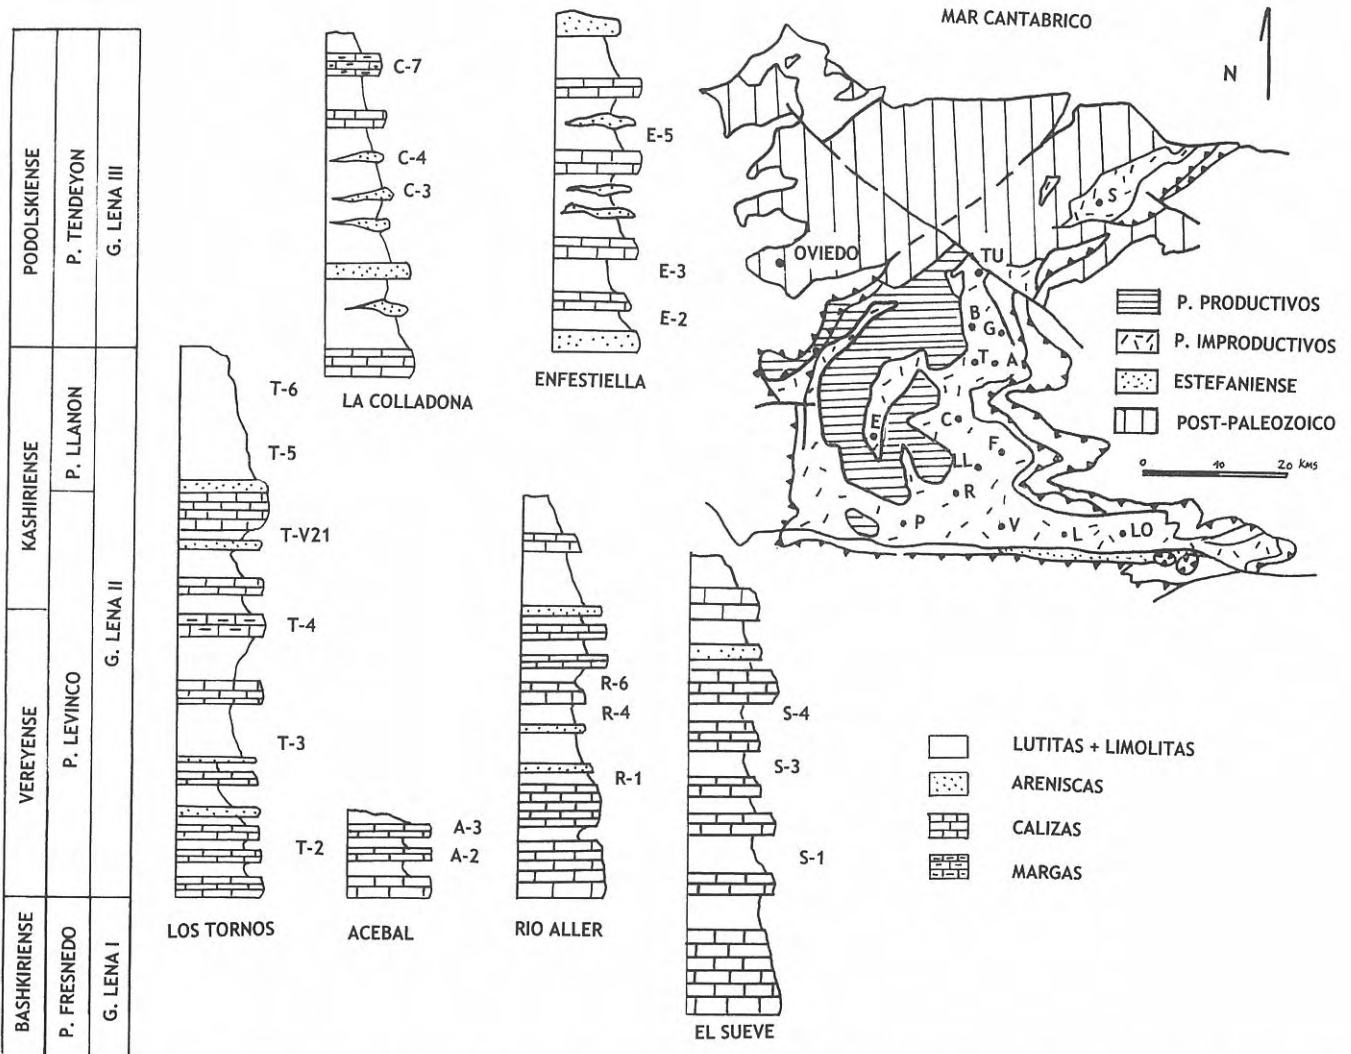 PODOLSKIENSE
P. TENDEYON
G. LENA III
KASHIRIENSE
P. LLANON
VEREYENSE
P. LEVINCO
G. LENA II
BASHKIRIENSE
P. FRESNEDO
G. LENA I
C-7
C-4
C-3
LA COLLADONA
E-5
E-3
E-2
ENFESTIELLA
T-6
T-5
T-V21
T-4
T-3
T-2
LOS TORNOS
A-3
A-2
ACEBAL
R-6
R-4
R-1
RIO ALLER
S-4
S-3
S-1
EL SUEVE
MAR CANTABRICO
N
S
OVIEDO
TU
B
G
T
A
E
C
F
LL
R
P
V
L
LO
P. PRODUCTIVOS
P. IMPRODUCTIVOS
ESTEFANIENSE
POST-PALEOZOICO
0 10 20 KMS
LUTITAS + LIMOLITAS
ARENISCAS
CALIZAS
MARGAS